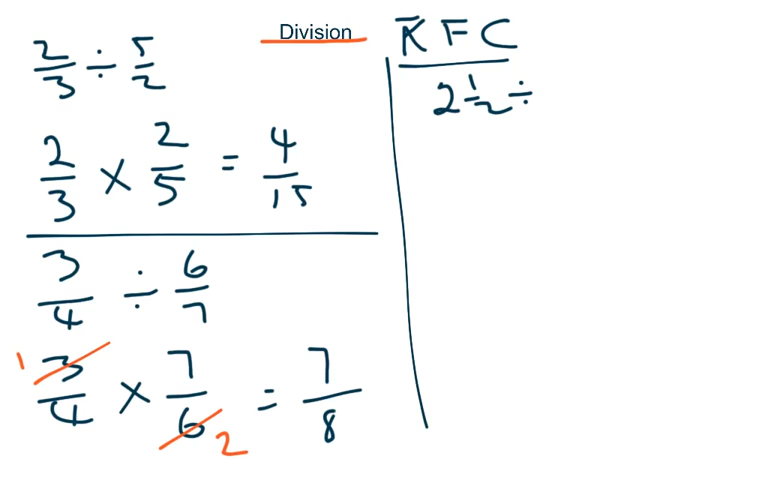 Division
2/3 ÷ 5/2
2/3 × 2/5 = 4/15
3/4 ÷ 6/7
1
3/4 × 7/6 = 7/8
2
KFC
2 1/2 ÷